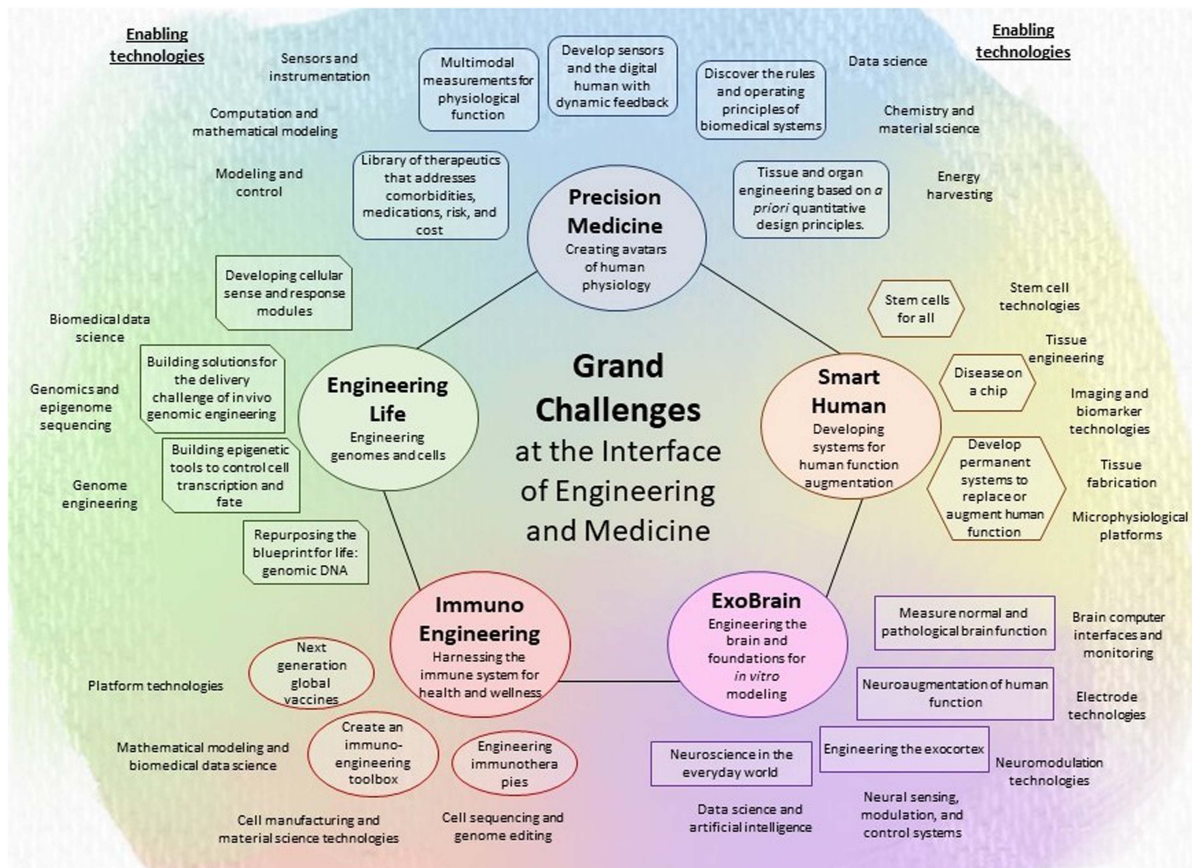 Enabling
technologies
Enabling
technologies
Sensors and
instrumentation
Computation and
mathematical modeling
Modeling and
control
Multimodal
measurements for
physiological
function
Develop sensors
and the digital
human with
dynamic feedback
Discover the rules
and operating
principles of
biomedical systems
Library of therapeutics
that addresses
comorbidities,
medications, risk, and
cost
Tissue and organ
engineering based on a
priori quantitative
design principles.
Data science
Chemistry and
material science
Energy
harvesting
Precision
Medicine
Creating avatars
of human
physiology
Developing cellular
sense and response
modules
Biomedical data
science
Building solutions for
the delivery
challenge of in vivo
genomic engineering
Genomics and
epigenome
sequencing
Building epigenetic
tools to control cell
transcription and
fate
Genome
engineering
Repurposing the
blueprint for life:
genomic DNA
Engineering
Life
Engineering
genomes and cells
Grand
Challenges
at the Interface
of Engineering
and Medicine
Smart
Human
Developing
systems for
human function
augmentation
Stem cells
for all
Stem cell
technologies
Tissue
engineering
Disease on
a chip
Imaging and
biomarker
technologies
Develop
permanent
systems to
replace or
augment human
function
Tissue
fabrication
Microphysiological
platforms
Immuno
Engineering
Harnessing the
immune system for
health and wellness
Next
generation
global
vaccines
Platform technologies
Create an
immuno-
engineering
toolbox
Engineering
immunothera
pies
Mathematical modeling and
biomedical data science
Cell manufacturing and
material science technologies
Cell sequencing and
genome editing
ExoBrain
Engineering the
brain and
foundations for
in vitro
modeling
Measure normal and
pathological brain function
Brain computer
interfaces and
monitoring
Neuroaugmentation of human
function
Electrode
technologies
Neuroscience in the
everyday world
Engineering the exocortex
Neuromodulation
technologies
Data science and
artificial intelligence
Neural sensing,
modulation, and
control systems